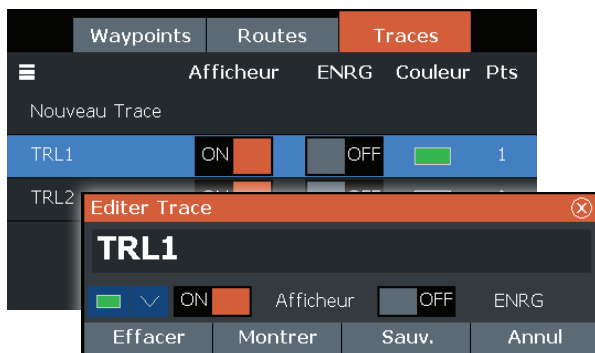 Waypoints Routes Traces
Afficheur ENRG Couleur Pts
Nouveau Trace
TRL1 ON OFF 1
TRL2
Editer Trace
TRL1
ON Afficheur OFF ENRG
Effacer Montrer Sauv. Annul